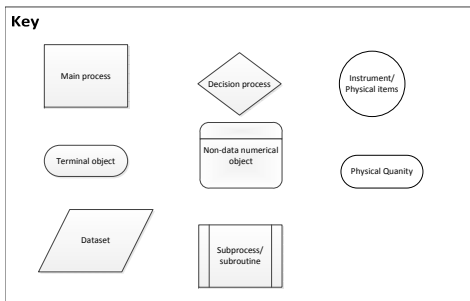 Key
Main process
Decision process
Instrument/
Physical items
Terminal object
Non-data numerical
object
Physical Quanity
Dataset
Subprocess/
subroutine